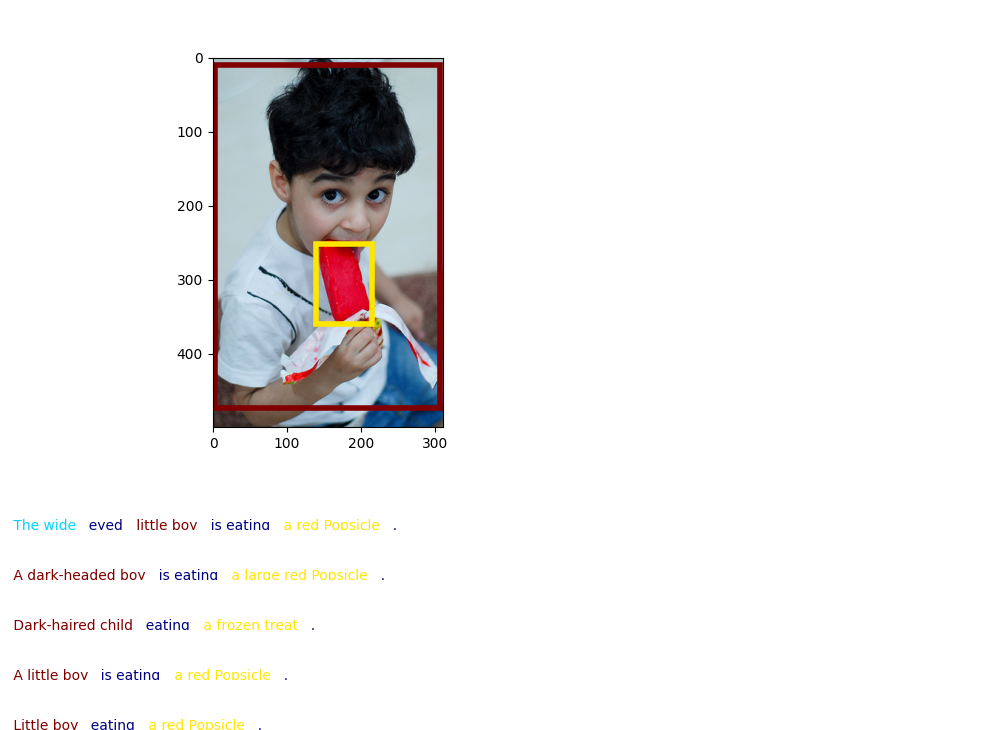 0
100
200
300
400
0 100 200 300
The wide eyed little boy is eating a red Popsicle .
A dark-headed boy is eating a large red Popsicle .
Dark-haired child eating a frozen treat .
A little boy is eating a red Popsicle .
Little boy eating a red Popsicle .